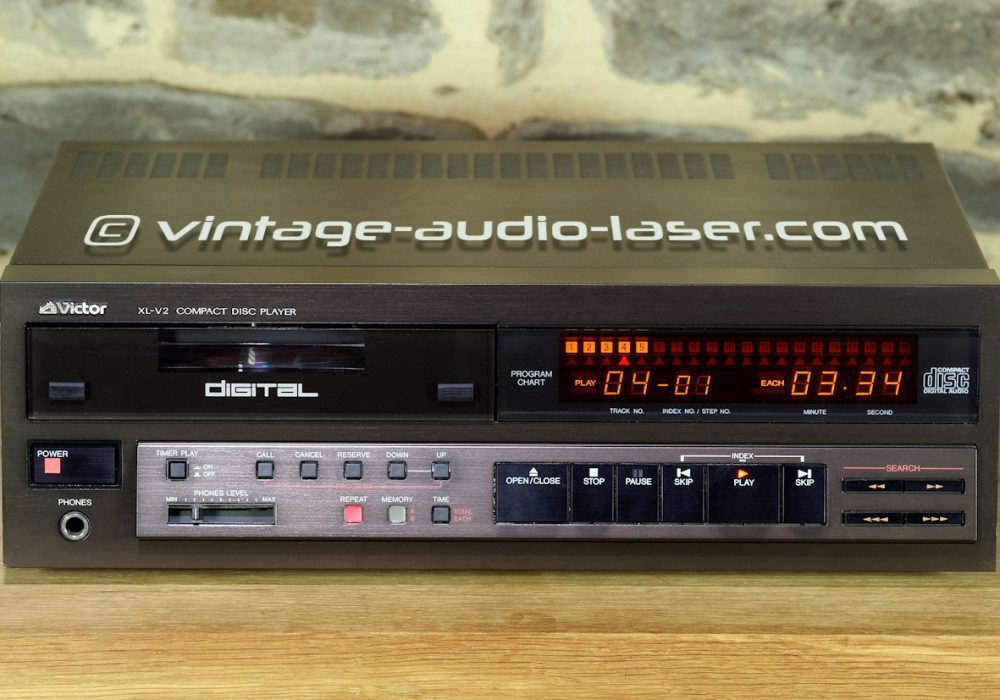 © vintage-audio-laser.com
Victor
XL-V2 COMPACT DISC PLAYER
DIGITAL
PROGRAM CHART
1 2 3 4 5
PLAY 04-01 EACH 03.34
TRACK NO. INDEX NO. / STEP NO. MINUTE SECOND
COMPACT disc DIGITAL AUDIO
POWER
PHONES
TIMER PLAY ON OFF
CALL CANCEL RESERVE DOWN UP
PHONES LEVEL
MIN MAX
REPEAT MEMORY A B TIME TOTAL EACH
INDEX
OPEN/CLOSE STOP PAUSE SKIP PLAY SKIP
SEARCH